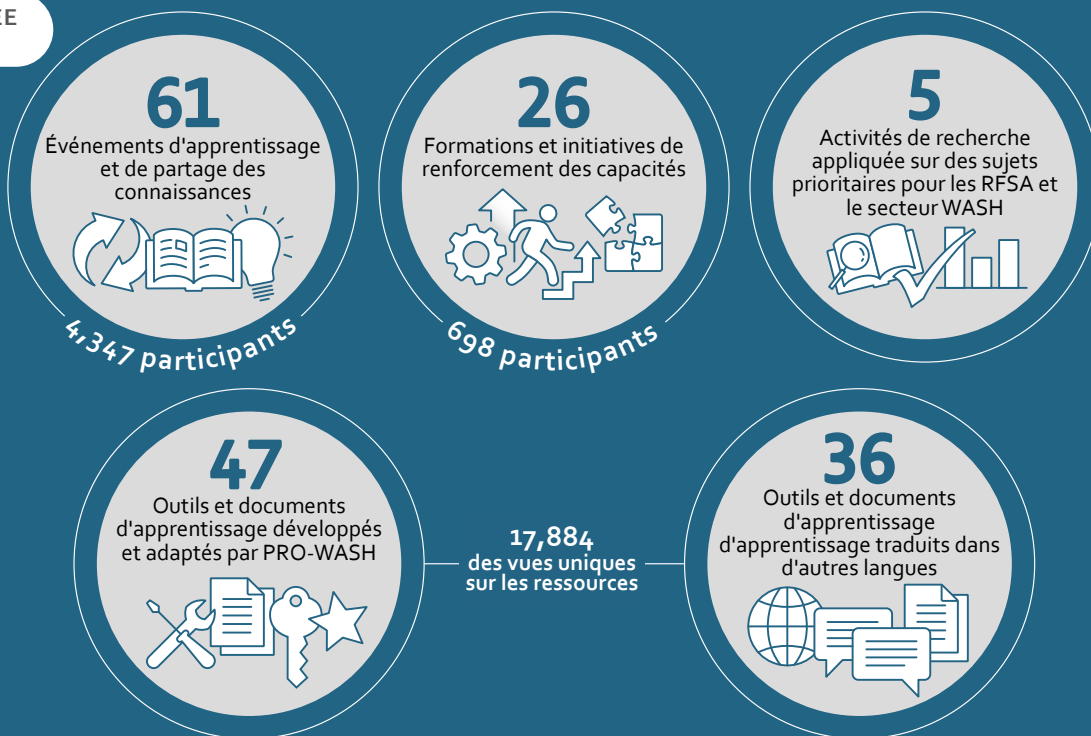 61
Événements d'apprentissage
et de partage des
connaissances
4,347 participants
26
Formations et initiatives de
renforcement des capacités
698 participants
5
Activités de recherche
appliquée sur des sujets
prioritaires pour les RFSA et
le secteur WASH
47
Outils et documents
d'apprentissage développés
et adaptés par PRO-WASH
17,884
des vues uniques
sur les ressources
36
Outils et documents
d'apprentissage
d'apprentissage traduits dans
d'autres langues